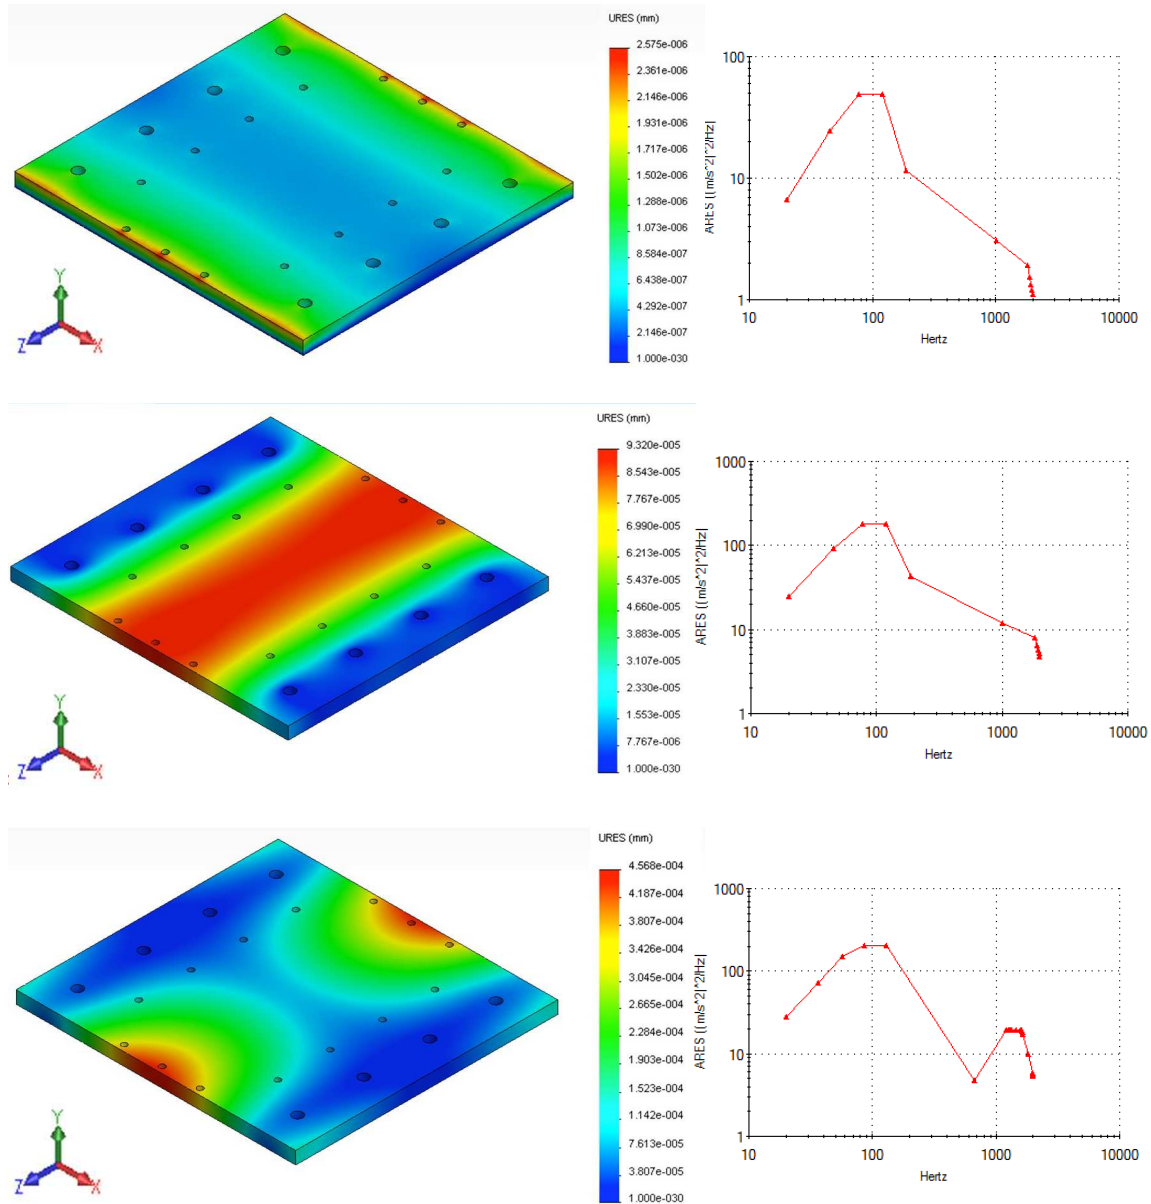 URES (mm)
2.575e-006
2.361e-006
2.146e-006
1.931e-006
1.717e-006
1.502e-006
1.288e-006
1.073e-006
8.584e-007
6.438e-007
4.292e-007
2.146e-007
1.000e-030
Y
Z
X
ARES [(m/s^2)^2/Hz]
100
10
1
10
100
1000
10000
Hertz
URES (mm)
9.320e-005
8.543e-005
7.767e-005
6.990e-005
6.213e-005
5.437e-005
4.660e-005
3.883e-005
3.107e-005
2.330e-005
1.553e-005
7.767e-006
1.000e-030
Y
Z
X
ARES [(m/s^2)^2/Hz]
1000
100
10
1
10
100
1000
10000
Hertz
URES (mm)
4.568e-004
4.187e-004
3.807e-004
3.426e-004
3.045e-004
2.665e-004
2.284e-004
1.903e-004
1.523e-004
1.142e-004
7.613e-005
3.807e-005
1.000e-030
Y
Z
X
ARES [(m/s^2)^2/Hz]
1000
100
10
1
10
100
1000
10000
Hertz